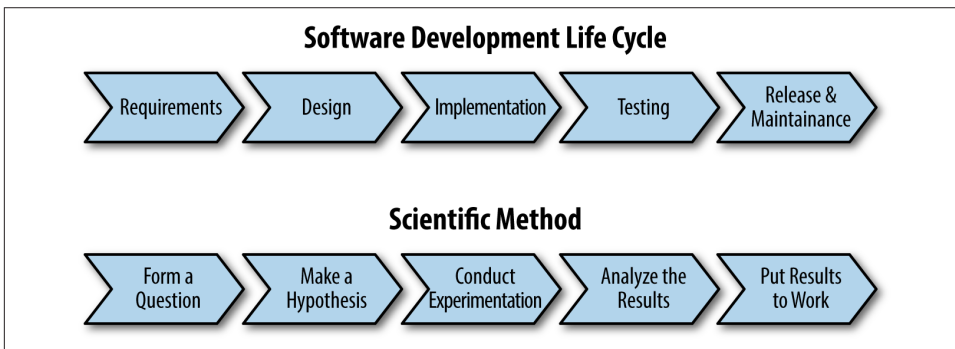 Software Development Life Cycle
Requirements
Design
Implementation
Testing
Release &
Maintainance
Scientific Method
Form a
Question
Make a
Hypothesis
Conduct
Experimentation
Analyze the
Results
Put Results
to Work